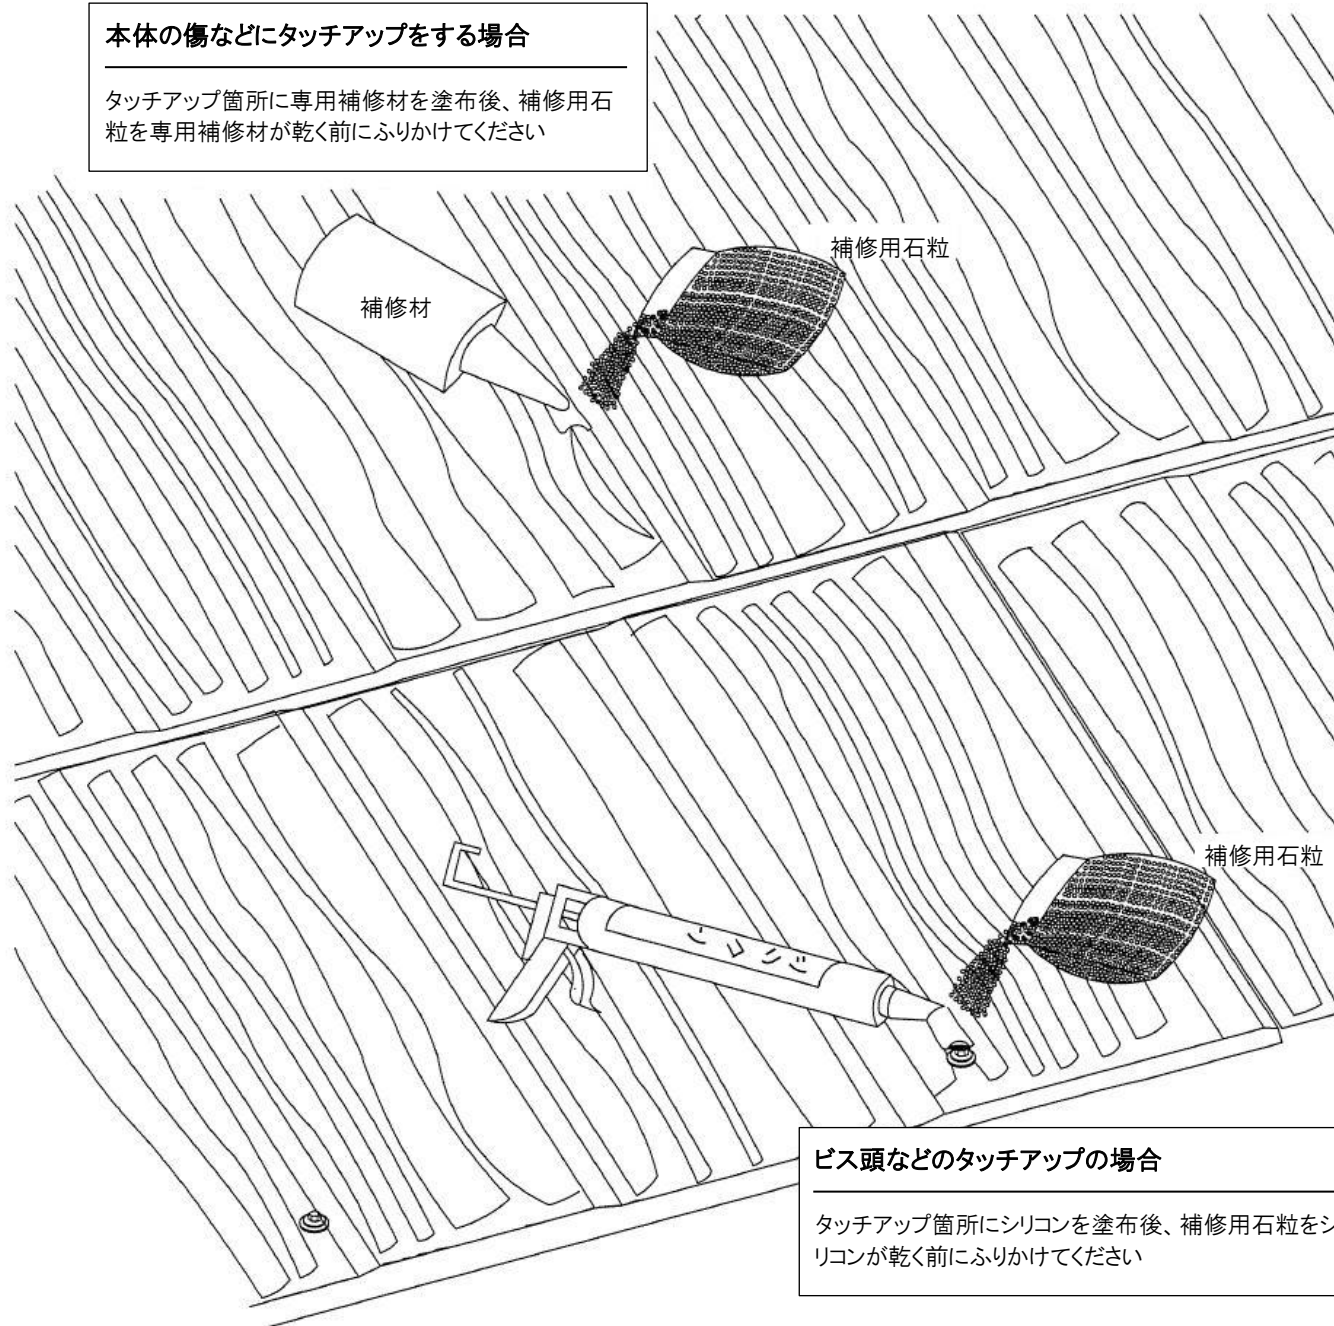 本体の傷などにタッチアップをする場合
タッチアップ箇所に専用補修材を塗布後、補修用石
粒を専用補修材が乾く前にふりかけてください
補修用石粒
補修材
補修用石粒
ビス頭などのタッチアップの場合
タッチアップ箇所にシリコンを塗布後、補修用石粒をシ
リコンが乾く前にふりかけてください